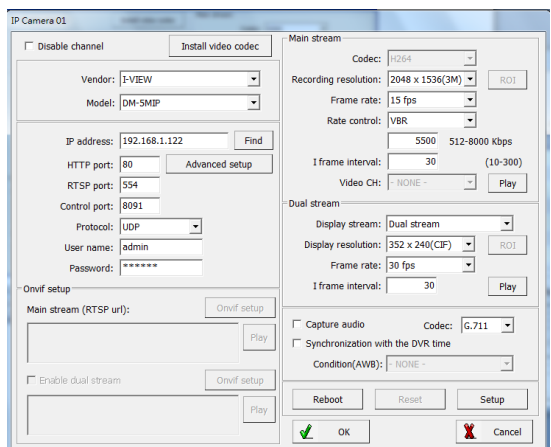 IP Camera 01
Disable channel
Install video codec
Vendor: I-VIEW
Model: DM-5MIP
IP address: 192.168.1.122 Find
HTTP port: 80 Advanced setup
RTSP port: 554
Control port: 8091
Protocol: UDP
User name: admin
Password: ******
Onvif setup
Main stream (RTSP url): Onvif setup
Play
Enable dual stream Onvif setup
Play
Main stream
Codec: H264
Recording resolution: 2048 x 1536(3M) ROI
Frame rate: 15 fps
Rate control: VBR
5500 512-8000 Kbps
I frame interval: 30 (10-300)
Video CH: - NONE - Play
Dual stream
Display stream: Dual stream
Display resolution: 352 x 240(CIF) ROI
Frame rate: 30 fps
I frame interval: 30 Play
Capture audio Codec: G.711
Synchronization with the DVR time
Condition(AWB): - NONE -
Reboot Reset Setup
OK Cancel